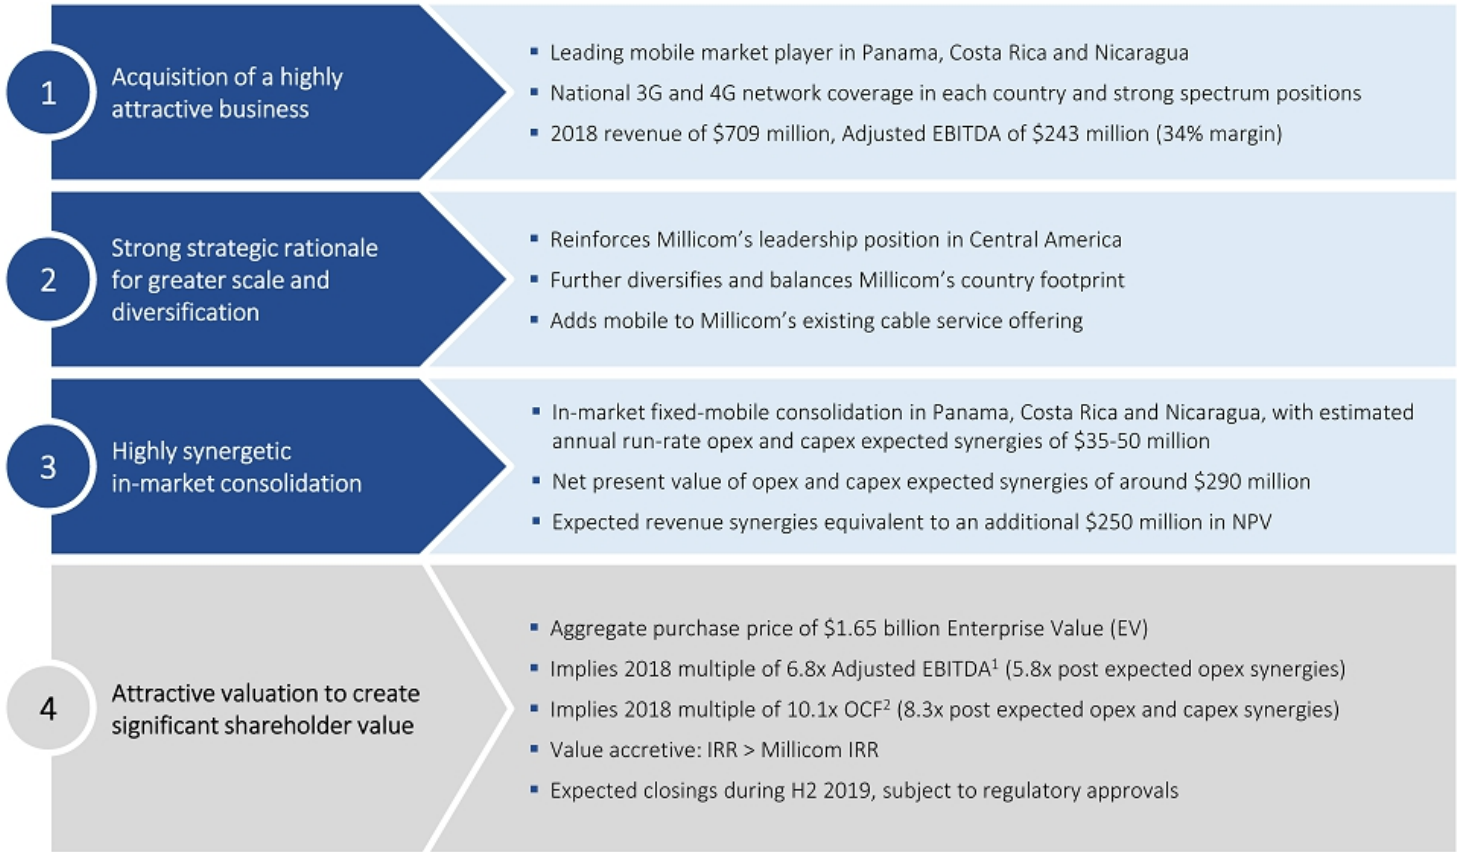 1
Acquisition of a highly
attractive business
▪ Leading mobile market player in Panama, Costa Rica and Nicaragua
▪ National 3G and 4G network coverage in each country and strong spectrum positions
▪ 2018 revenue of $709 million, Adjusted EBITDA of $243 million (34% margin)
2
Strong strategic rationale
for greater scale and
diversification
▪ Reinforces Millicom’s leadership position in Central America
▪ Further diversifies and balances Millicom’s country footprint
▪ Adds mobile to Millicom’s existing cable service offering
3
Highly synergetic
in-market consolidation
▪ In-market fixed-mobile consolidation in Panama, Costa Rica and Nicaragua, with estimated
annual run-rate opex and capex expected synergies of $35-50 million
▪ Net present value of opex and capex expected synergies of around $290 million
▪ Expected revenue synergies equivalent to an additional $250 million in NPV
4
Attractive valuation to create
significant shareholder value
▪ Aggregate purchase price of $1.65 billion Enterprise Value (EV)
▪ Implies 2018 multiple of 6.8x Adjusted EBITDA¹ (5.8x post expected opex synergies)
▪ Implies 2018 multiple of 10.1x OCF² (8.3x post expected opex and capex synergies)
▪ Value accretive: IRR > Millicom IRR
▪ Expected closings during H2 2019, subject to regulatory approvals